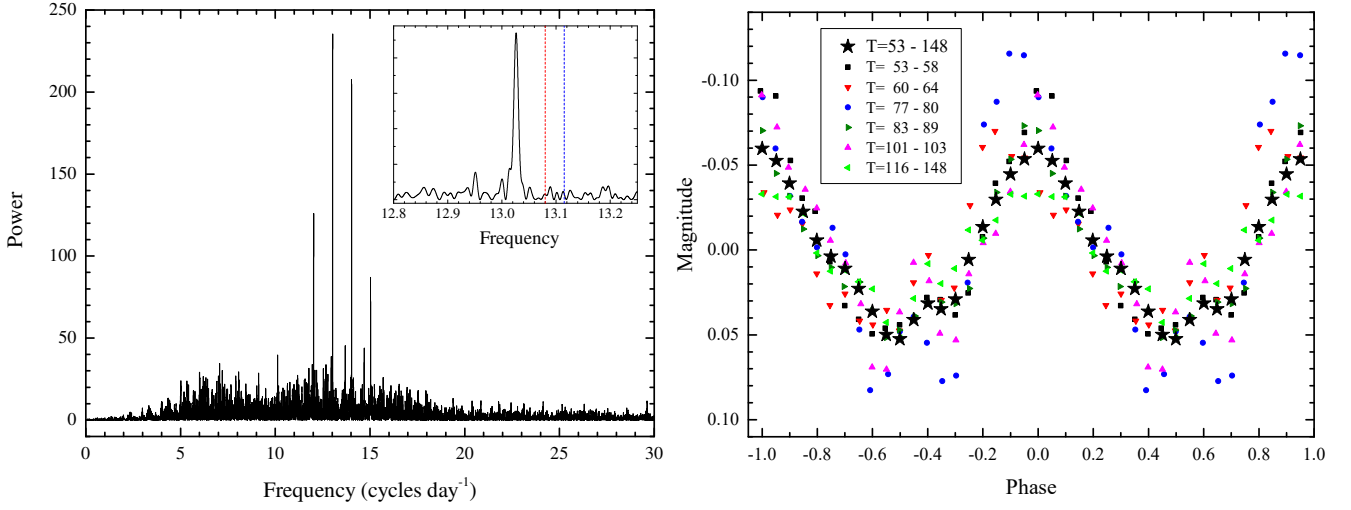 250
200
150
100
50
0
Power
0 5 10 15 20 25 30
Frequency (cycles day-1)
12.8 12.9 13.0 13.1 13.2
Frequency
-0.10
-0.05
0.00
0.05
0.10
Magnitude
T=53 - 148
T= 53 - 58
T= 60 - 64
T= 77 - 80
T= 83 - 89
T=101 - 103
T=116 - 148
-1.0 -0.8 -0.6 -0.4 -0.2 0.0 0.2 0.4 0.6 0.8 1.0
Phase